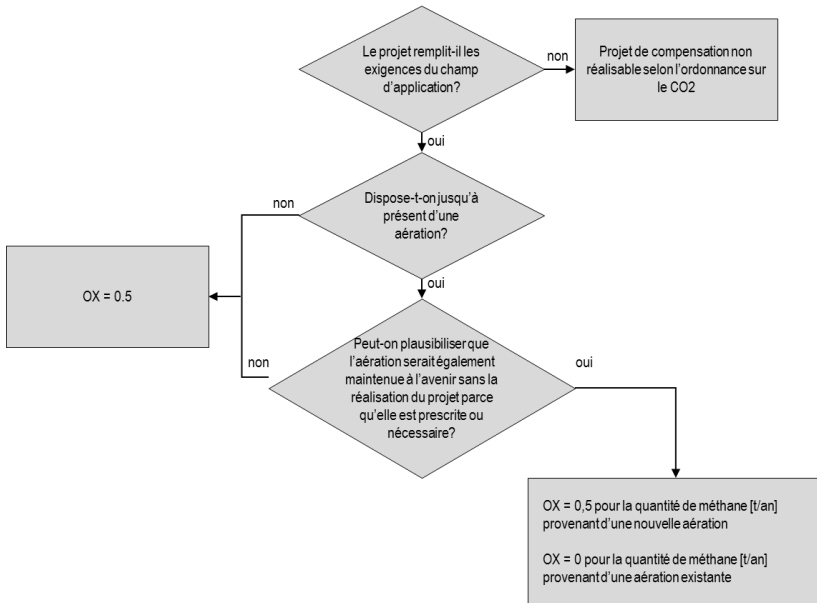 Le projet remplit-il les
exigences du champ
d'application?
non
Projet de compensation non
réalisable selon l'ordonnance sur
le CO2
oui
Dispose-t-on jusqu'à
présent d'une
aération?
non
OX = 0.5
oui
Peut-on plausibiliser que
l'aération serait également
maintenue à l'avenir sans la
réalisation du projet parce
qu'elle est prescrite ou
nécessaire?
non
oui
OX = 0,5 pour la quantité de méthane [t/an]
provenant d'une nouvelle aération
OX = 0 pour la quantité de méthane [t/an]
provenant d'une aération existante